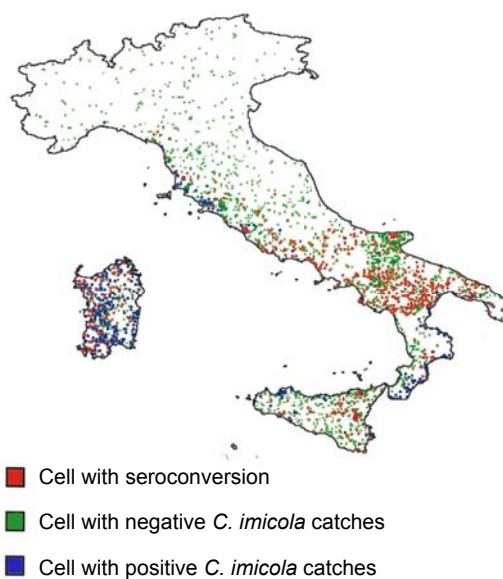 Cell with seroconversion
Cell with negative C. imicola catches
Cell with positive C. imicola catches